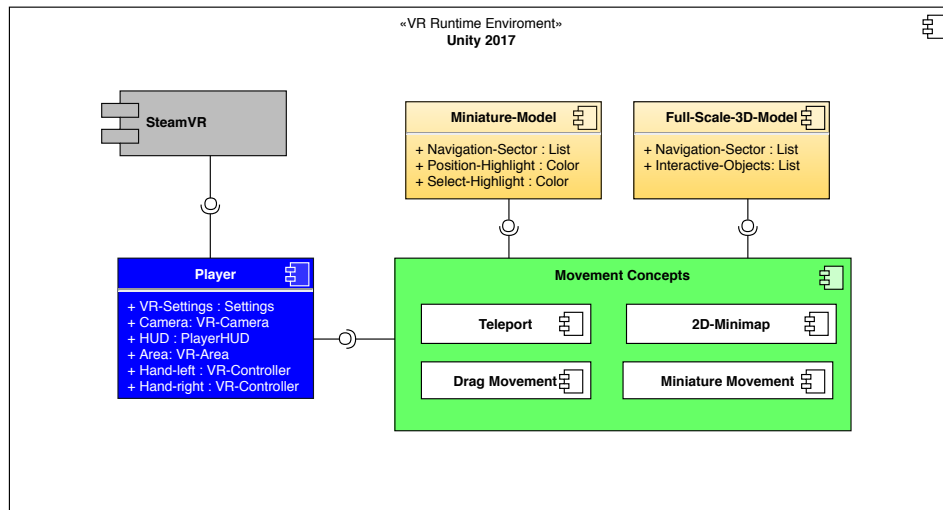 «VR Runtime Enviroment»
Unity 2017
SteamVR
Miniature-Model
+ Navigation-Sector : List
+ Position-Highlight : Color
+ Select-Highlight : Color
Full-Scale-3D-Model
+ Navigation-Sector : List
+ Interactive-Objects: List
Player
+ VR-Settings : Settings
+ Camera: VR-Camera
+ HUD : PlayerHUD
+ Area: VR-Area
+ Hand-left : VR-Controller
+ Hand-right : VR-Controller
Movement Concepts
Teleport
2D-Minimap
Drag Movement
Miniature Movement